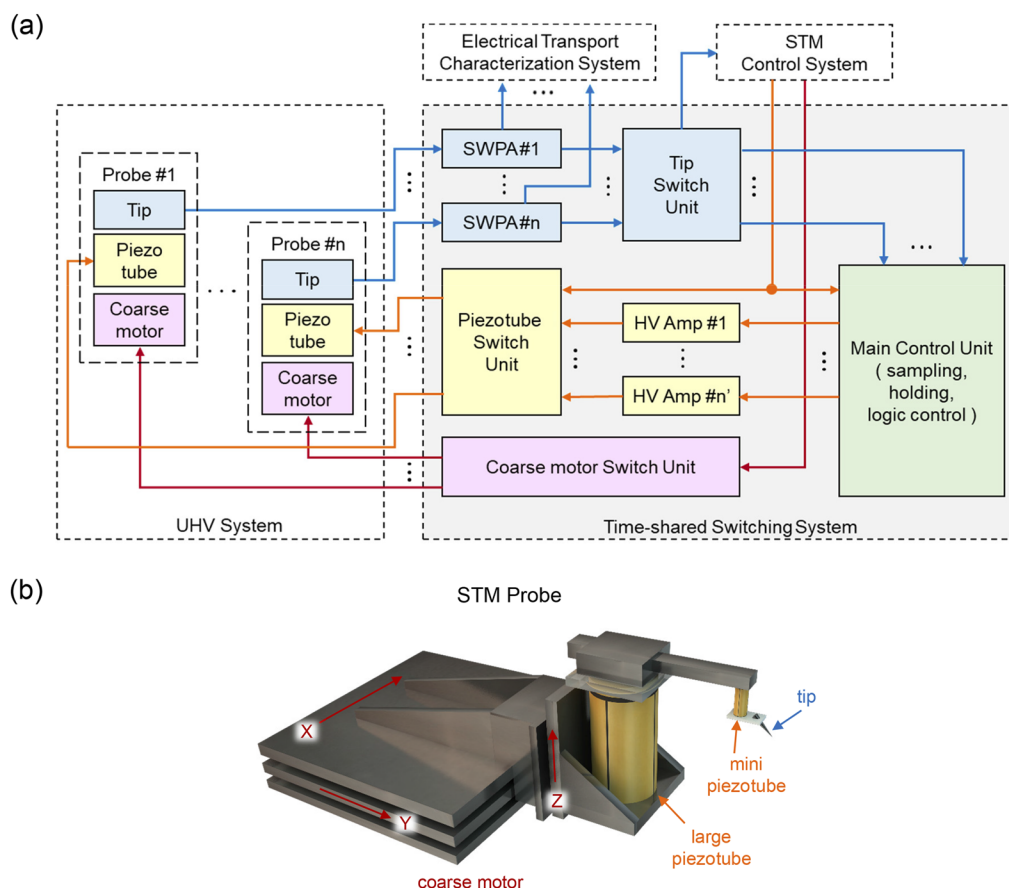 (a)
Electrical Transport
Characterization System
...
STM
Control System
Probe #1
Tip
Piezo
tube
Coarse
motor
...
Probe #n
Tip
Piezo
tube
Coarse
motor
UHV System
SWPA#1
...
SWPA#n
Tip
Switch
Unit
...
Piezotube
Switch
Unit
HV Amp #1
...
HV Amp #n’
Main Control Unit
( sampling,
holding,
logic control )
Coarse motor Switch Unit
Time-shared Switching System
(b)
STM Probe
X
Y
Z
tip
mini
piezotube
large
piezotube
coarse motor